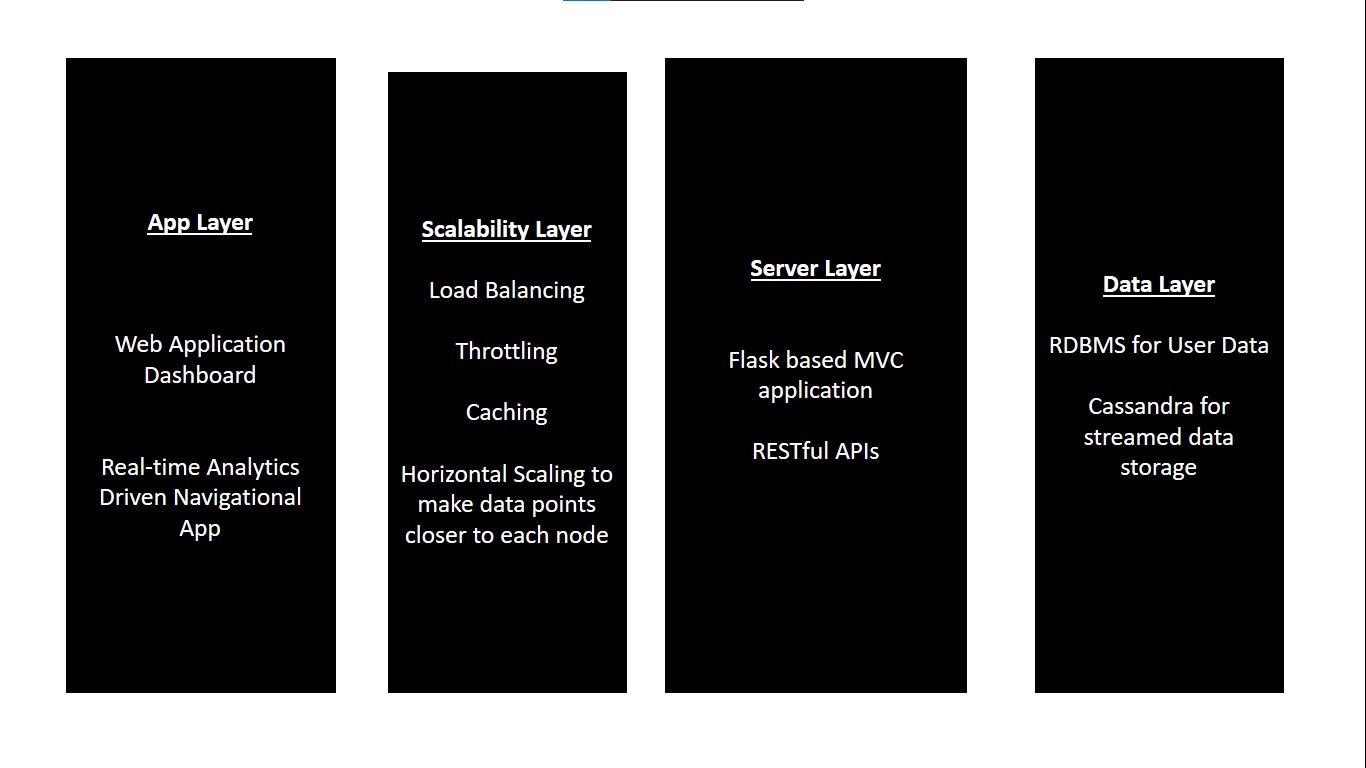 App Layer
Web Application
Dashboard
Real-time Analytics
Driven Navigational
App
Scalability Layer
Load Balancing
Throttling
Caching
Horizontal Scaling to
make data points
closer to each node
Server Layer
Flask based MVC
application
RESTful APIs
Data Layer
RDBMS for User Data
Cassandra for
streamed data
storage